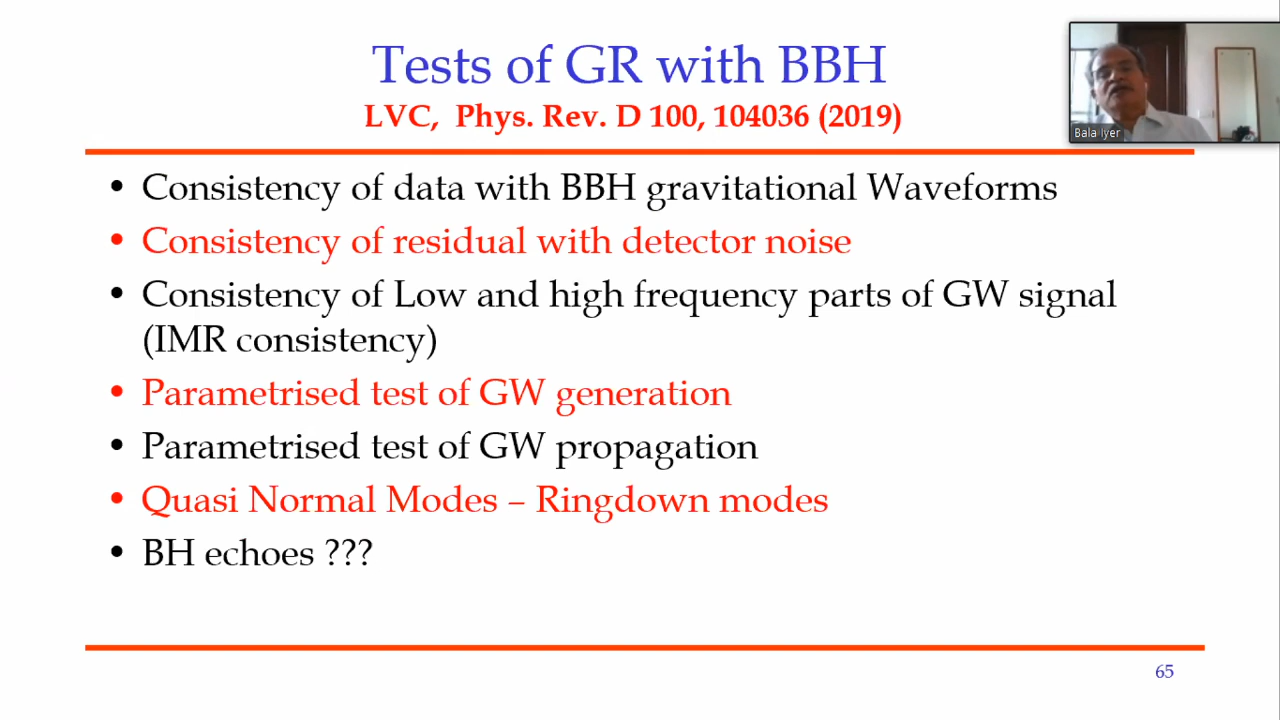 Tests of GR with BBH
LVC, Phys. Rev. D 100, 104036 (2019)
Bala Iyer
• Consistency of data with BBH gravitational Waveforms
• Consistency of residual with detector noise
• Consistency of Low and high frequency parts of GW signal
(IMR consistency)
• Parametrised test of GW generation
• Parametrised test of GW propagation
• Quasi Normal Modes – Ringdown modes
• BH echoes ???
65